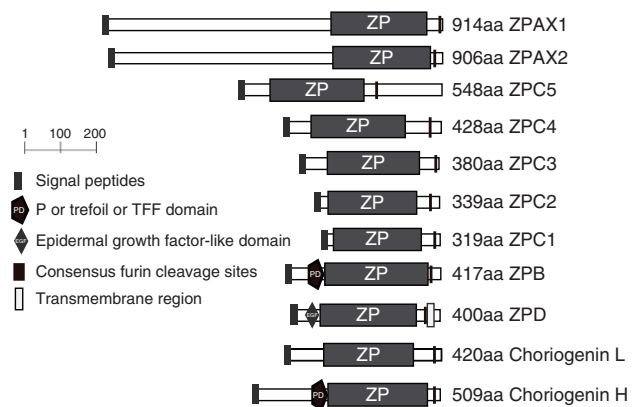 ZP 914aa ZPAX1
ZP 906aa ZPAX2
ZP 548aa ZPC5
ZP 428aa ZPC4
1 100 200
ZP 380aa ZPC3
Signal peptides
ZP 339aa ZPC2
PD P or trefoil or TFF domain
ZP 319aa ZPC1
EGF Epidermal growth factor-like domain
Consensus furin cleavage sites
PD ZP 417aa ZPB
Transmembrane region
EGF ZP 400aa ZPD
ZP 420aa Choriogenin L
PD ZP 509aa Choriogenin H